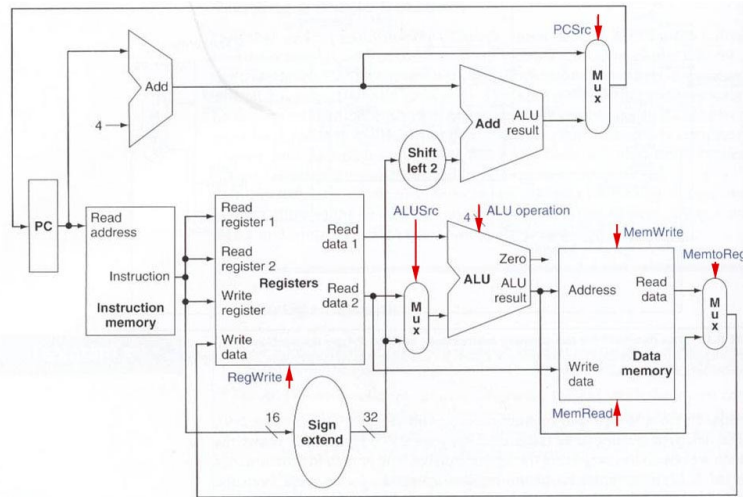 PCSrc
M
u
x
Add
4
Add
ALU
result
Shift
left 2
PC
Read
address
Instruction
Instruction
memory
Read
register 1
Read
register 2
Write
register
Write
data
Registers
Read
data 1
Read
data 2
RegWrite
ALUSrc
M
u
x
4
ALU operation
Zero
ALU
ALU
result
MemWrite
Address
Read
data
Write
data
Data
memory
MemRead
MemtoReg
M
u
x
16
Sign
extend
32